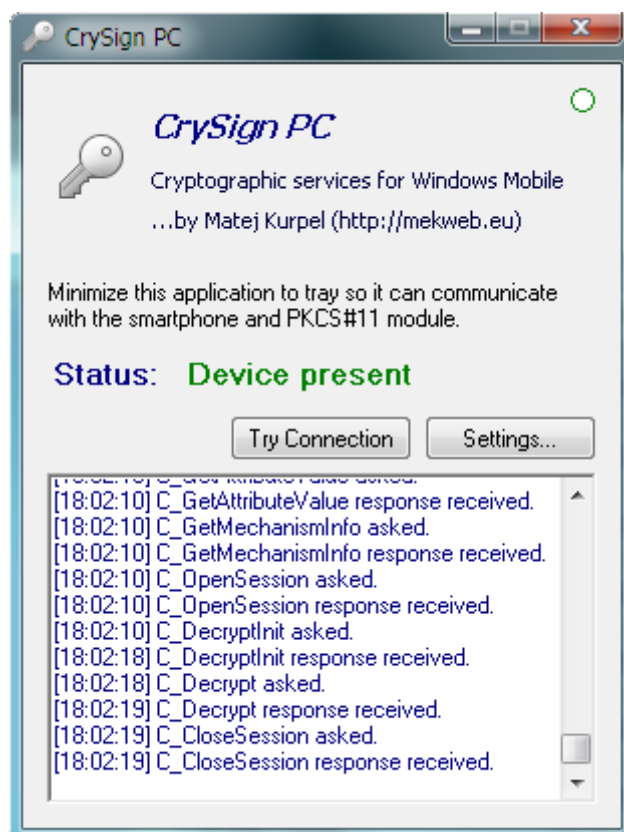 CrySign PC
CrySign PC
Cryptographic services for Windows Mobile
...by Matej Kurpel (http://mekweb.eu)
Minimize this application to tray so it can communicate
with the smartphone and PKCS#11 module.
Status: Device present
Try Connection Settings...
[18:02:10] C_GetAttributeValue asked.
[18:02:10] C_GetAttributeValue response received.
[18:02:10] C_GetMechanismInfo asked.
[18:02:10] C_GetMechanismInfo response received.
[18:02:10] C_OpenSession asked.
[18:02:10] C_OpenSession response received.
[18:02:10] C_DecryptInit asked.
[18:02:18] C_DecryptInit response received.
[18:02:18] C_Decrypt asked.
[18:02:19] C_Decrypt response received.
[18:02:19] C_CloseSession asked.
[18:02:19] C_CloseSession response received.